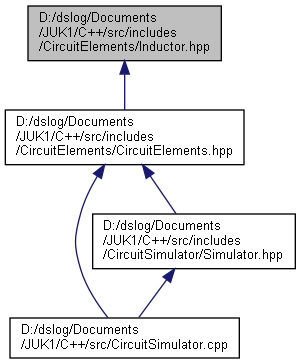 D:/dslog/Documents
/JUK1/C++/src/includes
/CircuitElements/Inductor.hpp
D:/dslog/Documents
/JUK1/C++/src/includes
/CircuitElements/CircuitElements.hpp
D:/dslog/Documents
/JUK1/C++/src/includes
/CircuitSimulator/Simulator.hpp
D:/dslog/Documents
/JUK1/C++/src/CircuitSimulator.cpp